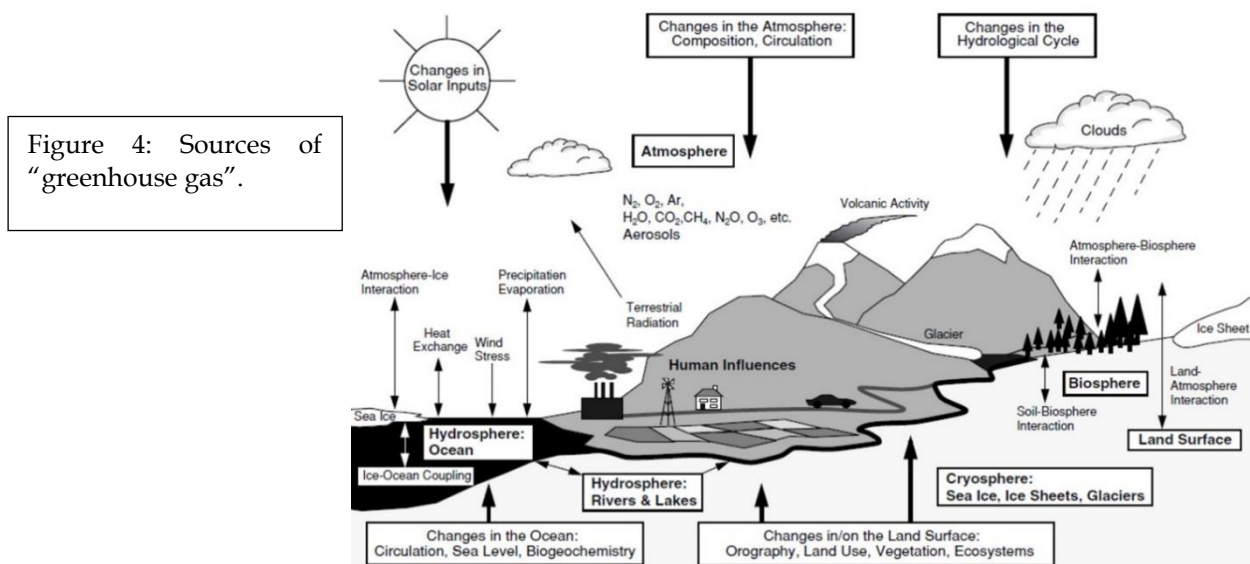 Figure 4: Sources of
“greenhouse gas”.
Changes in
Solar Inputs
Changes in the Atmosphere:
Composition, Circulation
Changes in the
Hydrological Cycle
Clouds
Atmosphere
N₂, O₂, Ar,
H₂O, CO₂,CH₄, N₂O, O₃, etc.
Aerosols
Volcanic Activity
Atmosphere-Biosphere
Interaction
Atmosphere-Ice
Interaction
Precipitation
Evaporation
Terrestrial
Radiation
Heat
Exchange
Wind
Stress
Glacier
Ice Sheet
Human Influences
Biosphere
Land-
Atmosphere
Interaction
Soil-Biosphere
Interaction
Land Surface
Sea Ice
Hydrosphere:
Ocean
Ice-Ocean Coupling
Hydrosphere:
Rivers & Lakes
Cryosphere:
Sea Ice, Ice Sheets, Glaciers
Changes in the Ocean:
Circulation, Sea Level, Biogeochemistry
Changes in/on the Land Surface:
Orography, Land Use, Vegetation, Ecosystems